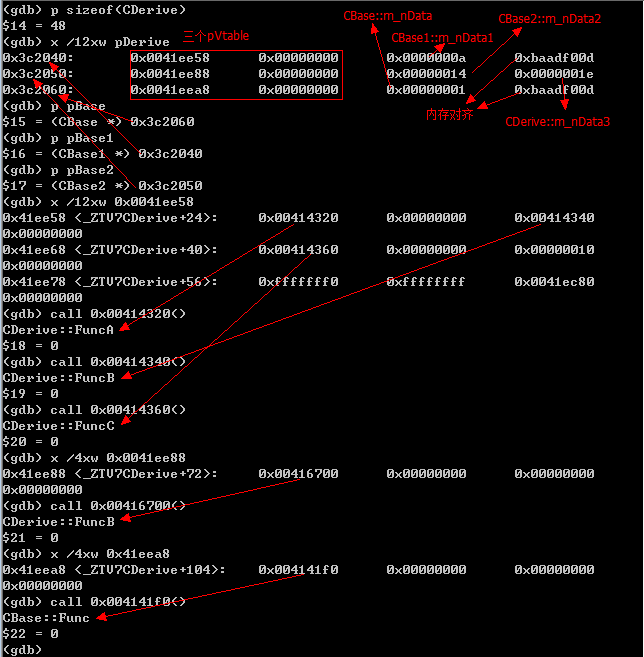 (gdb) p sizeof(CDerive)
$14 = 48
(gdb) x /12xw pDerive
三个pVtable
CBase::m_nData
CBase1::m_nData1
CBase2::m_nData2
0x3c2040: 0x0041ee58 0x00000000 0x0000000a 0xbaadf00d
0x3c2050: 0x0041ee88 0x00000000 0x00000014 0x0000001e
0x3c2060: 0x0041eea8 0x00000000 0x00000001 0xbaadf00d
内存对齐
CDerive::m_nData3
(gdb) p pBase
$15 = (CBase *) 0x3c2060
(gdb) p pBase1
$16 = (CBase1 *) 0x3c2040
(gdb) p pBase2
$17 = (CBase2 *) 0x3c2050
(gdb) x /12xw 0x0041ee58
0x41ee58 <_ZTV7CDerive+24>: 0x00414320 0x00000000 0x00414340
0x00000000
0x41ee68 <_ZTV7CDerive+40>: 0x00414360 0x00000000 0x00000010
0x00000000
0x41ee78 <_ZTV7CDerive+56>: 0xfffffff0 0xffffffff 0x0041ec80
0x00000000
(gdb) call 0x00414320()
CDerive::FuncA
$18 = 0
(gdb) call 0x00414340()
CDerive::FuncB
$19 = 0
(gdb) call 0x00414360()
CDerive::FuncC
$20 = 0
(gdb) x /4xw 0x0041ee88
0x41ee88 <_ZTV7CDerive+72>: 0x00416700 0x00000000 0x00000000
0x00000000
(gdb) call 0x00416700()
CDerive::FuncB
$21 = 0
(gdb) x /4xw 0x41eea8
0x41eea8 <_ZTV7CDerive+104>: 0x004141f0 0x00000000 0x00000000
0x00000000
(gdb) call 0x004141f0()
CBase::Func
$22 = 0
(gdb)